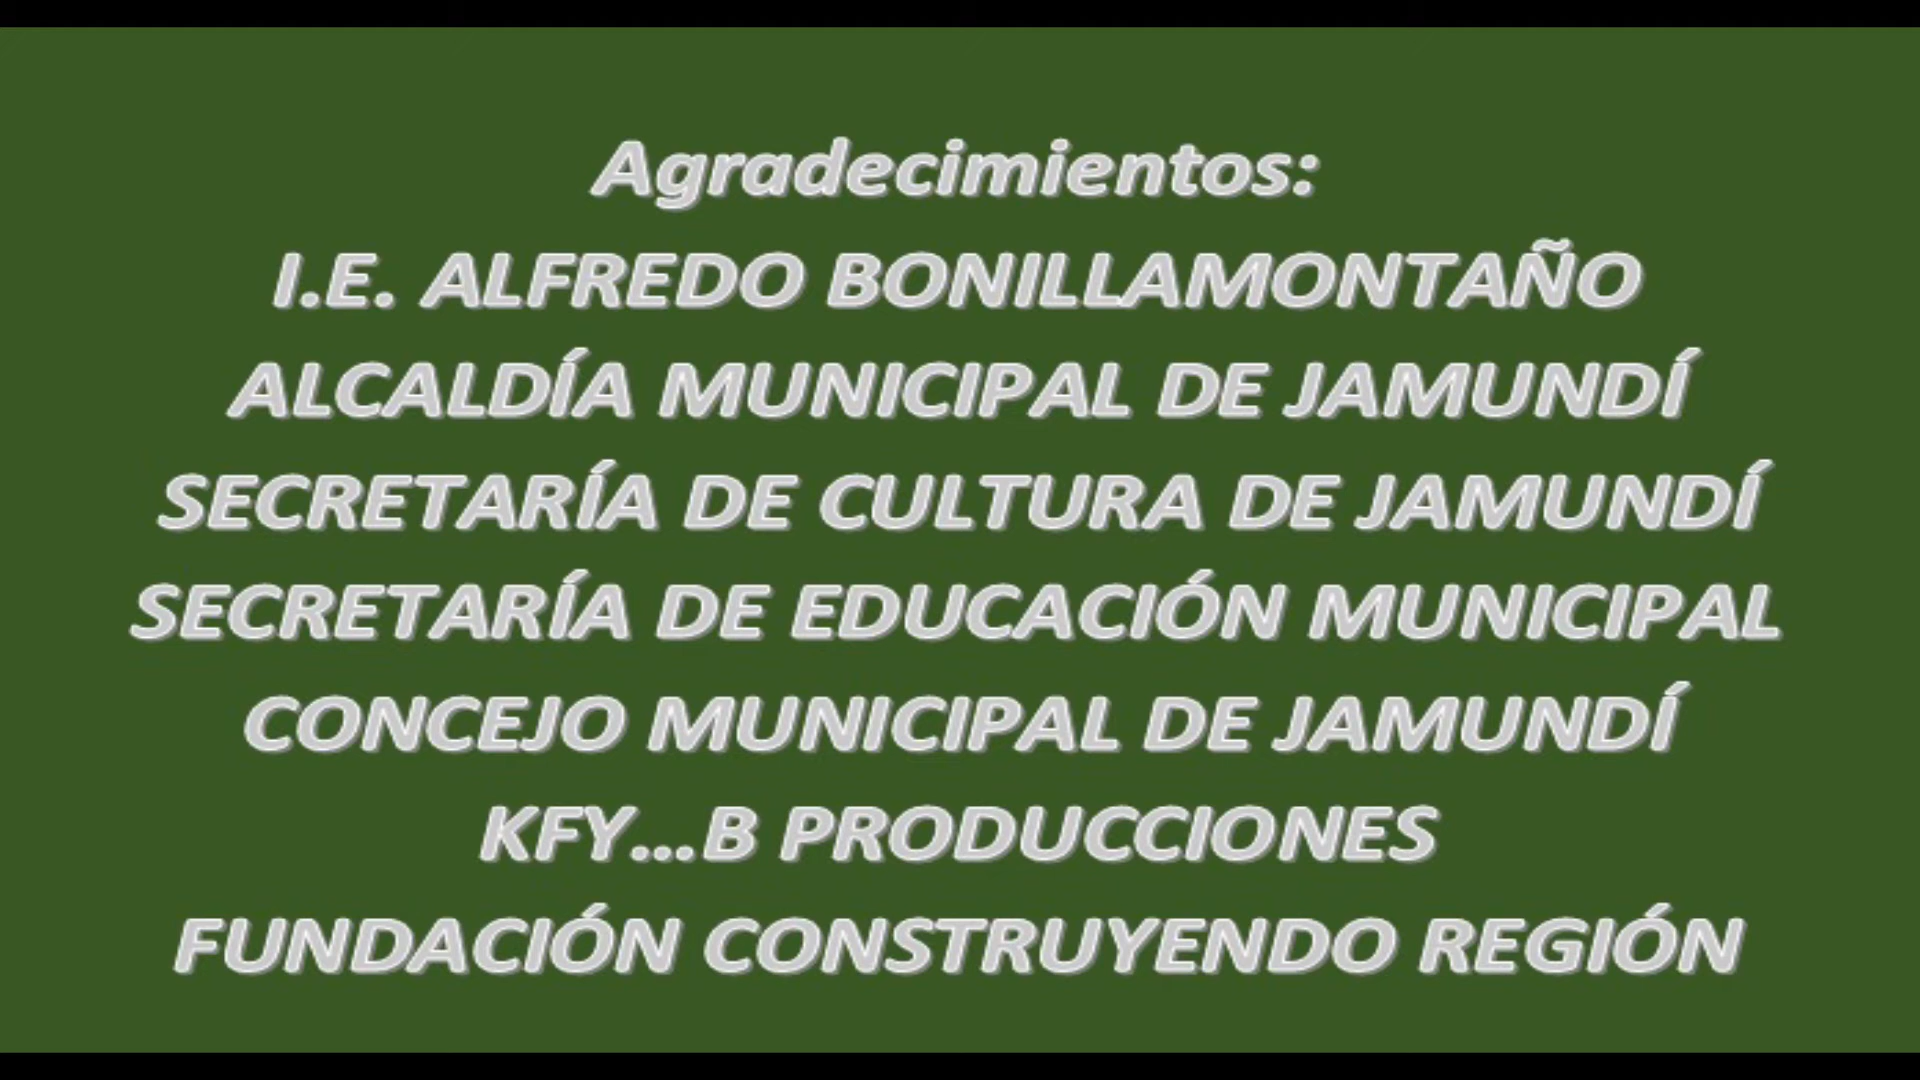 Agradecimientos:
I.E. ALFREDO BONILLAMONTAÑO
ALCALDÍA MUNICIPAL DE JAMUNDÍ
SECRETARÍA DE CULTURA DE JAMUNDÍ
SECRETARÍA DE EDUCACIÓN MUNICIPAL
CONCEJO MUNICIPAL DE JAMUNDÍ
KFY...B PRODUCCIONES
FUNDACIÓN CONSTRUYENDO REGIÓN